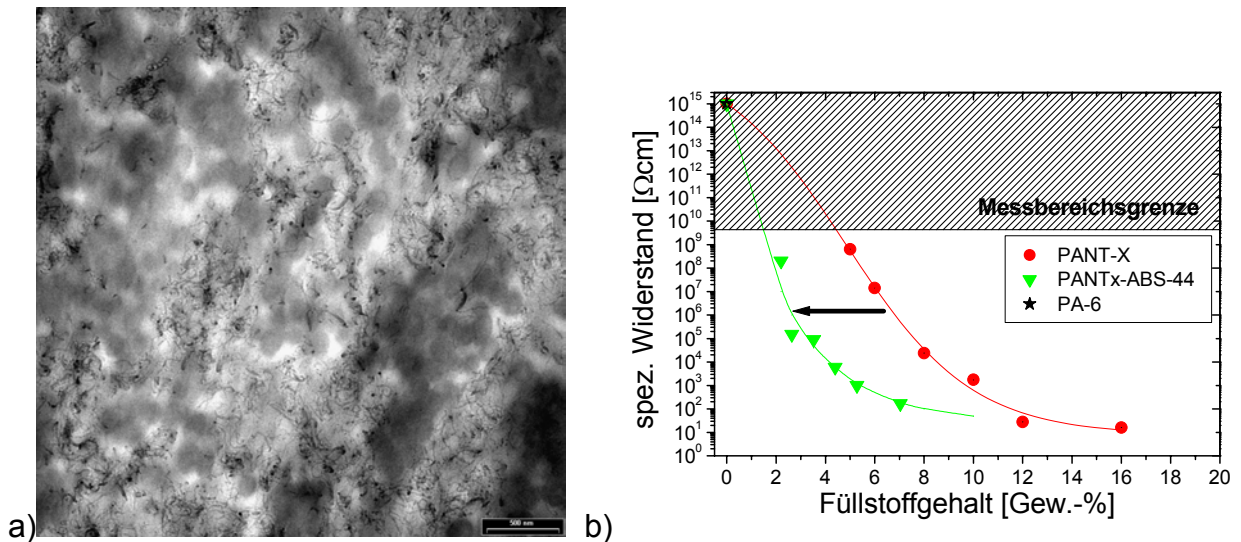 a)
500 nm
b)
spez. Widerstand [Ωcm]
10¹⁵
10¹⁴
10¹³
10¹²
10¹¹
10¹⁰
10⁹
10⁸
10⁷
10⁶
10⁵
10⁴
10³
10²
10¹
10⁰
Messbereichsgrenze
PANT-X
PANTx-ABS-44
PA-6
0 2 4 6 8 10 12 14 16 18 20
Füllstoffgehalt [Gew.-%]